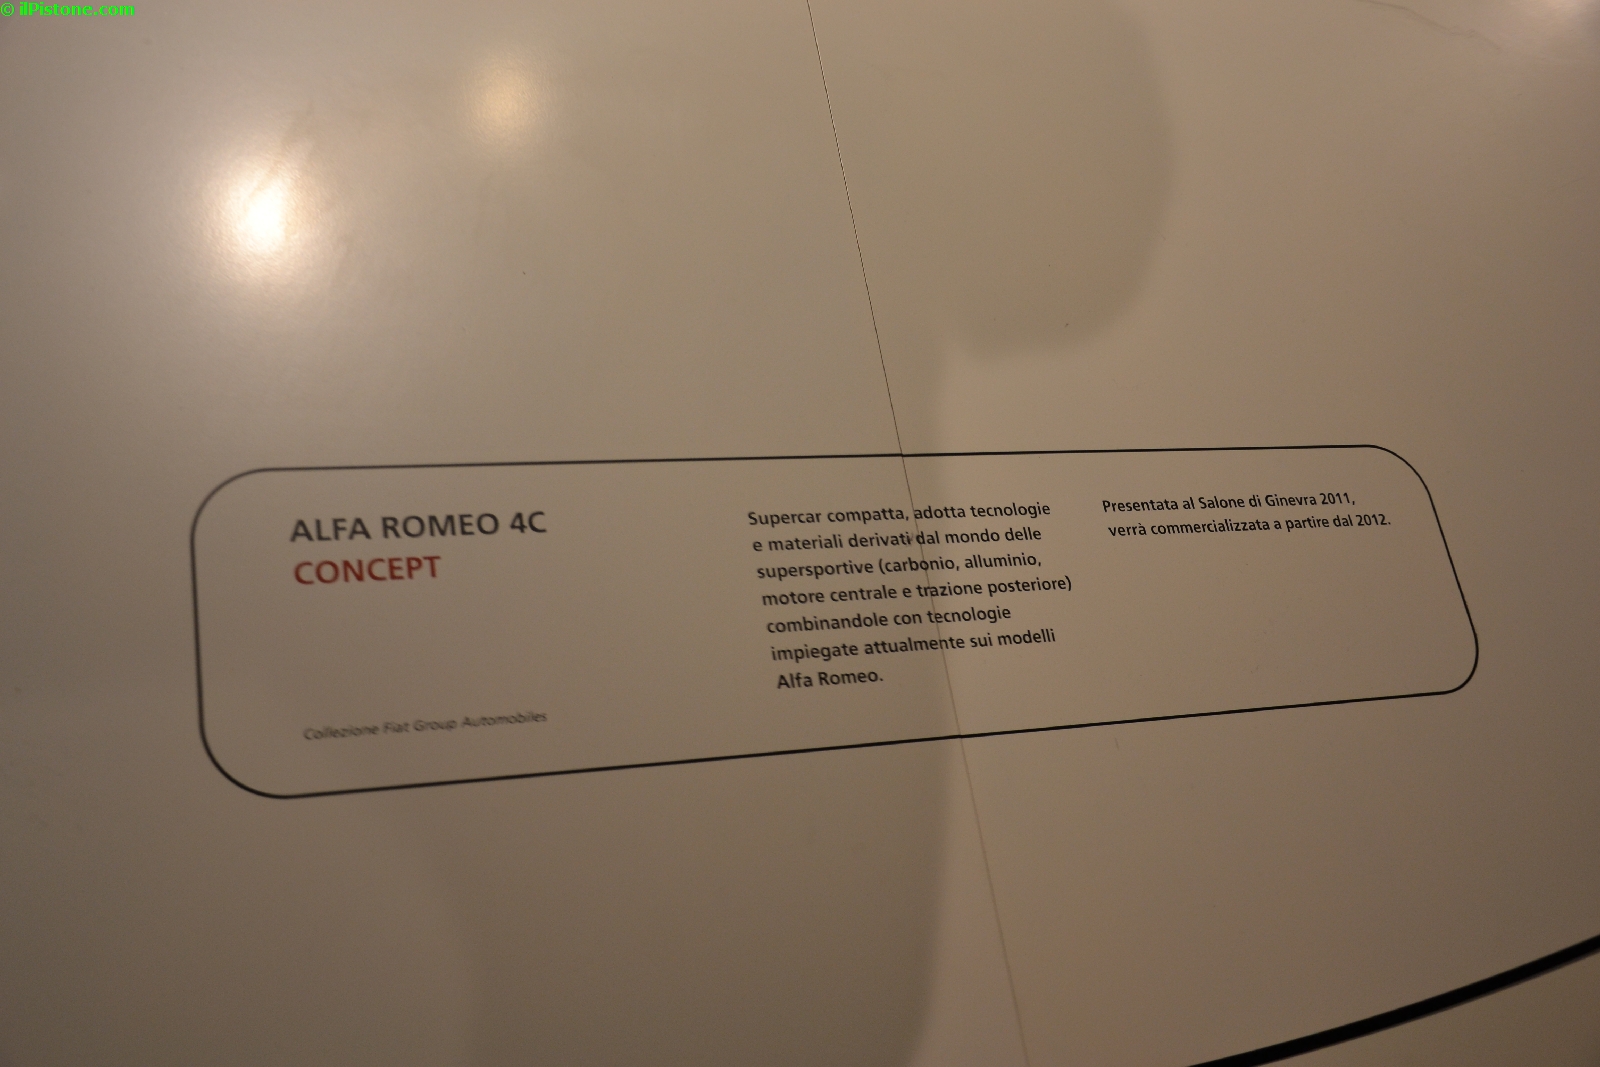 © ilPistone.com
ALFA ROMEO 4C
CONCEPT
Collezione Fiat Group Automobiles
Supercar compatta, adotta tecnologie
e materiali derivati dal mondo delle
supersportive (carbonio, alluminio,
motore centrale e trazione posteriore)
combinandole con tecnologie
impiegate attualmente sui modelli
Alfa Romeo.
Presentata al Salone di Ginevra 2011,
verrà commercializzata a partire dal 2012.